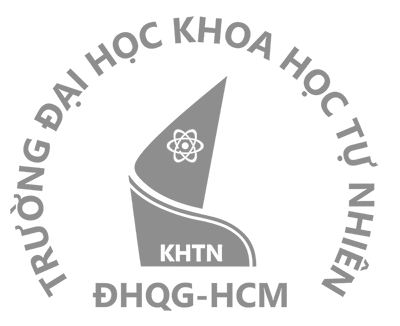 TRƯỜNG ĐẠI HỌC KHOA HỌC TỰ NHIÊN
KHTN
ĐHQG-HCM